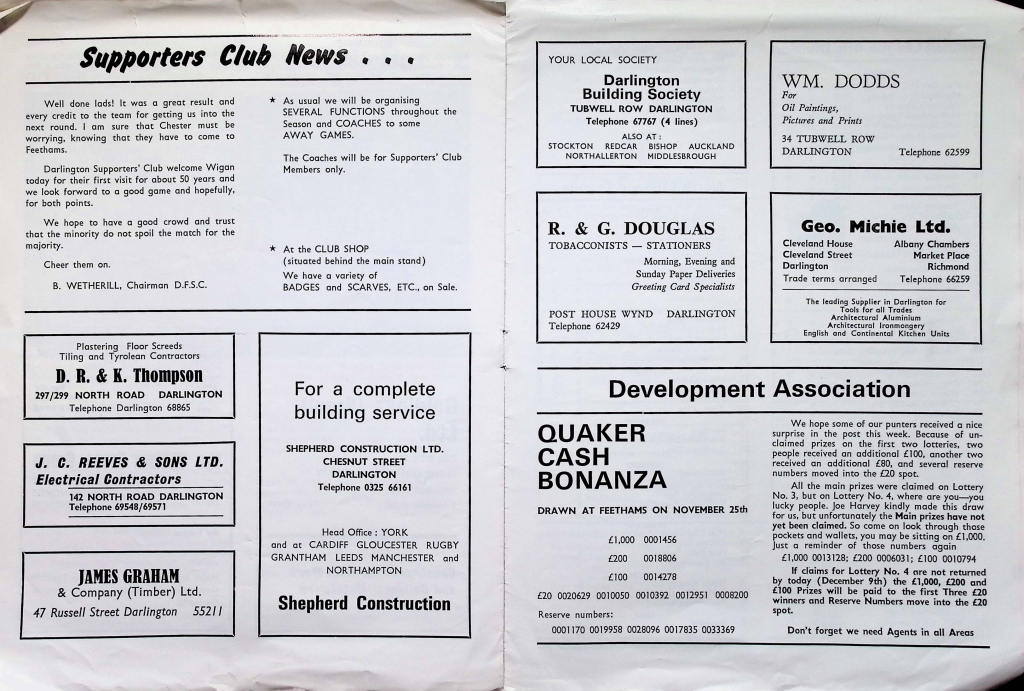 Supporters Club News . . .
Well done lads! It was a great result and
every credit to the team for getting us into the
next round. I am sure that Chester must be
worrying, knowing that they have to come to
Feethams.
Darlington Supporters' Club welcome Wigan
today for their first visit for about 50 years and
we look forward to a good game and hopefully,
for both points.
We hope to have a good crowd and trust
that the minority do not spoil the match for the
majority.
Cheer them on.
B. WETHERILL, Chairman D.F.S.C.
★ As usual we will be organising
SEVERAL FUNCTIONS throughout the
Season and COACHES to some
AWAY GAMES.
The Coaches will be for Supporters' Club
Members only.
★ At the CLUB SHOP
(situated behind the main stand)
We have a variety of
BADGES and SCARVES, ETC., on Sale.
Plastering Floor Screeds
Tiling and Tyrolean Contractors
D. R. & K. Thompson
297/299 NORTH ROAD DARLINGTON
Telephone Darlington 68865
J. C. REEVES & SONS LTD.
Electrical Contractors
142 NORTH ROAD DARLINGTON
Telephone 69548/69571
JAMES GRAHAM
& Company (Timber) Ltd.
47 Russell Street Darlington 55211
For a complete
building service
SHEPHERD CONSTRUCTION LTD.
CHESNUT STREET
DARLINGTON
Telephone 0325 66161
Head Office : YORK
and at CARDIFF GLOUCESTER RUGBY
GRANTHAM LEEDS MANCHESTER and
NORTHAMPTON
Shepherd Construction
YOUR LOCAL SOCIETY
Darlington
Building Society
TUBWELL ROW DARLINGTON
Telephone 67767 (4 lines)
ALSO AT :
STOCKTON REDCAR BISHOP AUCKLAND
NORTHALLERTON MIDDLESBROUGH
WM. DODDS
For
Oil Paintings,
Pictures and Prints
34 TUBWELL ROW
DARLINGTON Telephone 62599
R. & G. DOUGLAS
TOBACCONISTS — STATIONERS
Morning, Evening and
Sunday Paper Deliveries
Greeting Card Specialists
POST HOUSE WYND DARLINGTON
Telephone 62429
Geo. Michie Ltd.
Cleveland House Albany Chambers
Cleveland Street Market Place
Darlington Richmond
Trade terms arranged Telephone 66259
The leading Supplier in Darlington for
Tools for all Trades
Architectural Aluminium
Architectural Ironmongery
English and Continental Kitchen Units
Development Association
QUAKER
CASH
BONANZA
DRAWN AT FEETHAMS ON NOVEMBER 25th
£1,000 0001456
£200 0018806
£100 0014278
£20 0020629 0010050 0010392 0012951 0008200
Reserve numbers:
0001170 0019958 0028096 0017835 0033369
We hope some of our punters received a nice
surprise in the post this week. Because of un-
claimed prizes on the first two lotteries, two
people received an additional £100, another two
received an additional £80, and several reserve
numbers moved into the £20 spot.
All the main prizes were claimed on Lottery
No. 3, but on Lottery No. 4, where are you—you
lucky people. Joe Harvey kindly made this draw
for us, but unfortunately the Main prizes have not
yet been claimed. So come on look through those
pockets and wallets, you may be sitting on £1,000.
Just a reminder of those numbers again
£1,000 0013128; £200 0006031; £100 0010794
If claims for Lottery No. 4 are not returned
by today (December 9th) the £1,000, £200 and
£100 Prizes will be paid to the first Three £20
winners and Reserve Numbers move into the £20
spot.
Don't forget we need Agents in all Areas